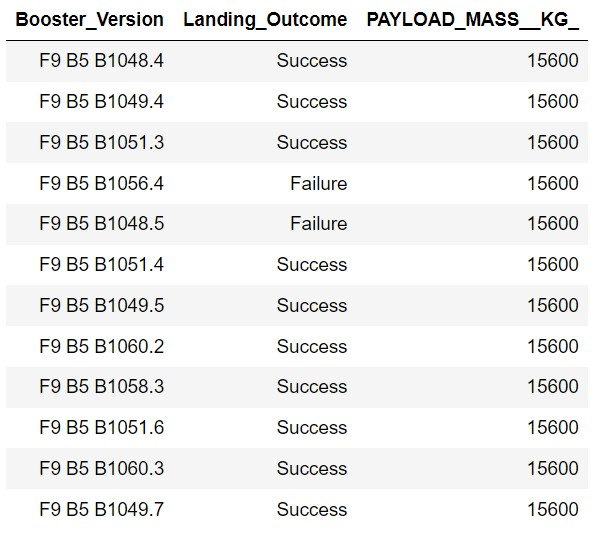 Booster_Version Landing_Outcome PAYLOAD_MASS__KG_
F9 B5 B1048.4 Success 15600
F9 B5 B1049.4 Success 15600
F9 B5 B1051.3 Success 15600
F9 B5 B1056.4 Failure 15600
F9 B5 B1048.5 Failure 15600
F9 B5 B1051.4 Success 15600
F9 B5 B1049.5 Success 15600
F9 B5 B1060.2 Success 15600
F9 B5 B1058.3 Success 15600
F9 B5 B1051.6 Success 15600
F9 B5 B1060.3 Success 15600
F9 B5 B1049.7 Success 15600